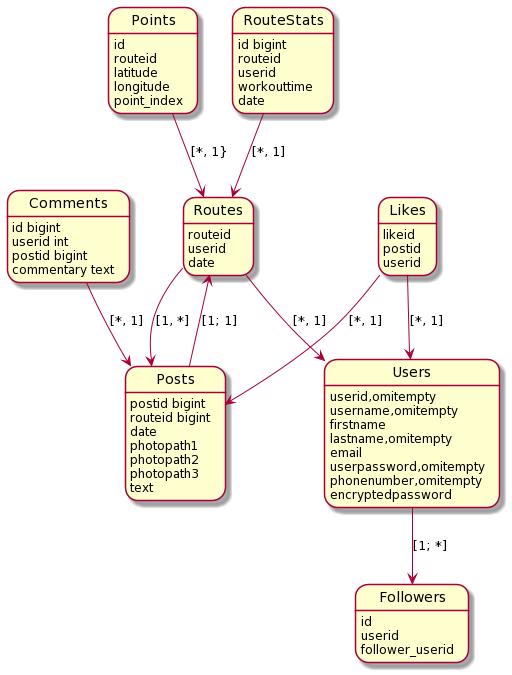 Points
id
routeid
latitude
longitude
point_index
RouteStats
id bigint
routeid
userid
workouttime
date
[*, 1}
[*, 1]
Comments
id bigint
userid int
postid bigint
commentary text
Routes
routeid
userid
date
Likes
likeid
postid
userid
[*, 1]
[1, *]
[1; 1]
[*, 1]
[*, 1]
[*, 1]
Posts
postid bigint
routeid bigint
date
photopath1
photopath2
photopath3
text
Users
userid,omitempty
username,omitempty
firstname
lastname,omitempty
email
userpassword,omitempty
phonenumber,omitempty
encryptedpassword
[1; *]
Followers
id
userid
follower_userid